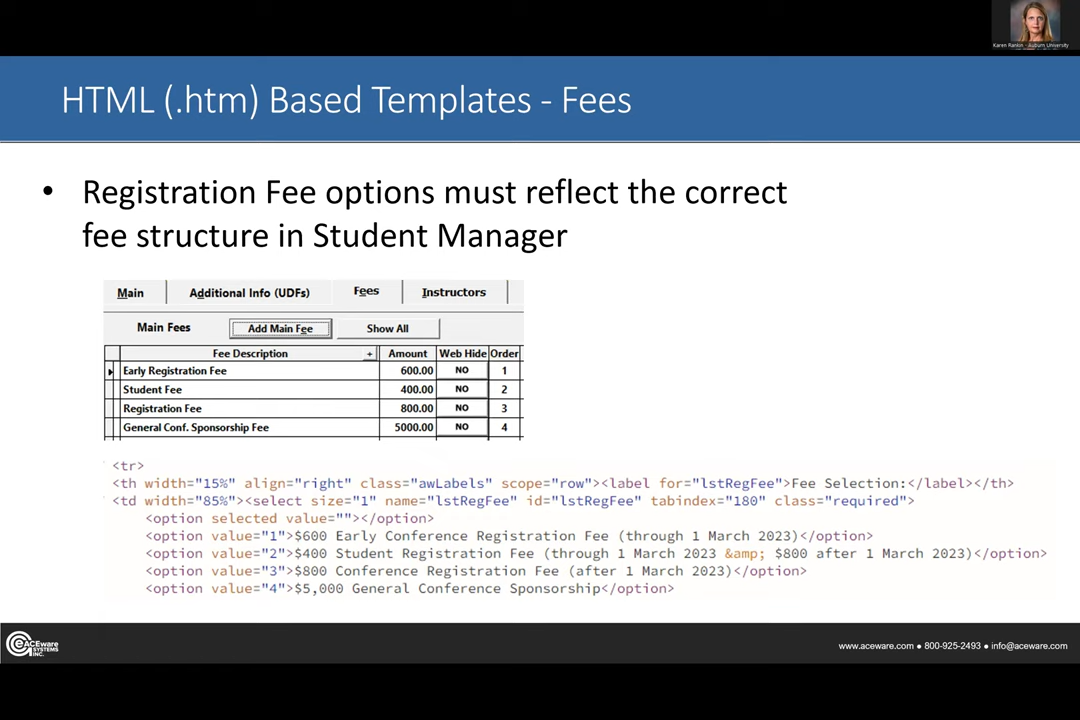 Karen Rankin - Auburn University
HTML (.htm) Based Templates - Fees
• Registration Fee options must reflect the correct
fee structure in Student Manager
Main Additional Info (UDFs) Fees Instructors
Main Fees Add Main Fee Show All
Fee Description + Amount Web Hide Order
Early Registration Fee 600.00 NO 1
Student Fee 400.00 NO 2
Registration Fee 800.00 NO 3
General Conf. Sponsorship Fee 5000.00 NO 4
<tr>
<th width="15%" align="right" class="awLabels" scope="row"><label for="lstRegFee">Fee Selection:</label></th>
<td width="85%"><select size="1" name="lstRegFee" id="lstRegFee" tabindex="180" class="required">
<option selected value=""></option>
<option value="1">$600 Early Conference Registration Fee (through 1 March 2023)</option>
<option value="2">$400 Student Registration Fee (through 1 March 2023 &amp; $800 after 1 March 2023)</option>
<option value="3">$800 Conference Registration Fee (after 1 March 2023)</option>
<option value="4">$5,000 General Conference Sponsorship</option>
ACEware
SYSTEMS
INC.
www.aceware.com ● 800-925-2493 ● info@aceware.com